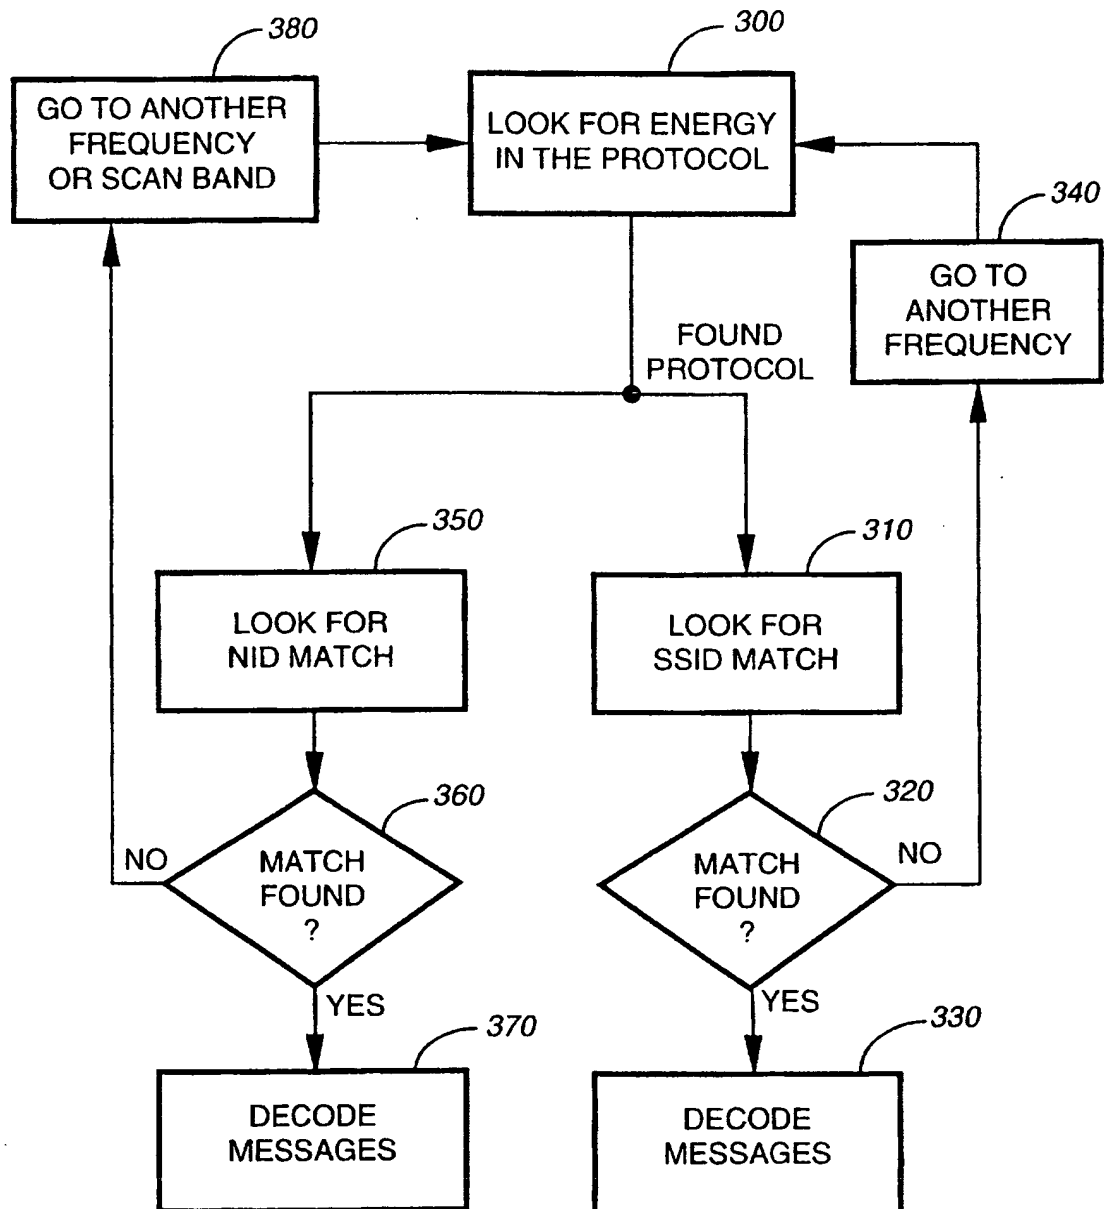 380
GO TO ANOTHER
FREQUENCY
OR SCAN BAND
300
LOOK FOR ENERGY
IN THE PROTOCOL
340
GO TO
ANOTHER
FREQUENCY
FOUND
PROTOCOL
350
LOOK FOR
NID MATCH
310
LOOK FOR
SSID MATCH
360
MATCH
FOUND
?
NO
YES
320
MATCH
FOUND
?
NO
YES
370
DECODE
MESSAGES
330
DECODE
MESSAGES